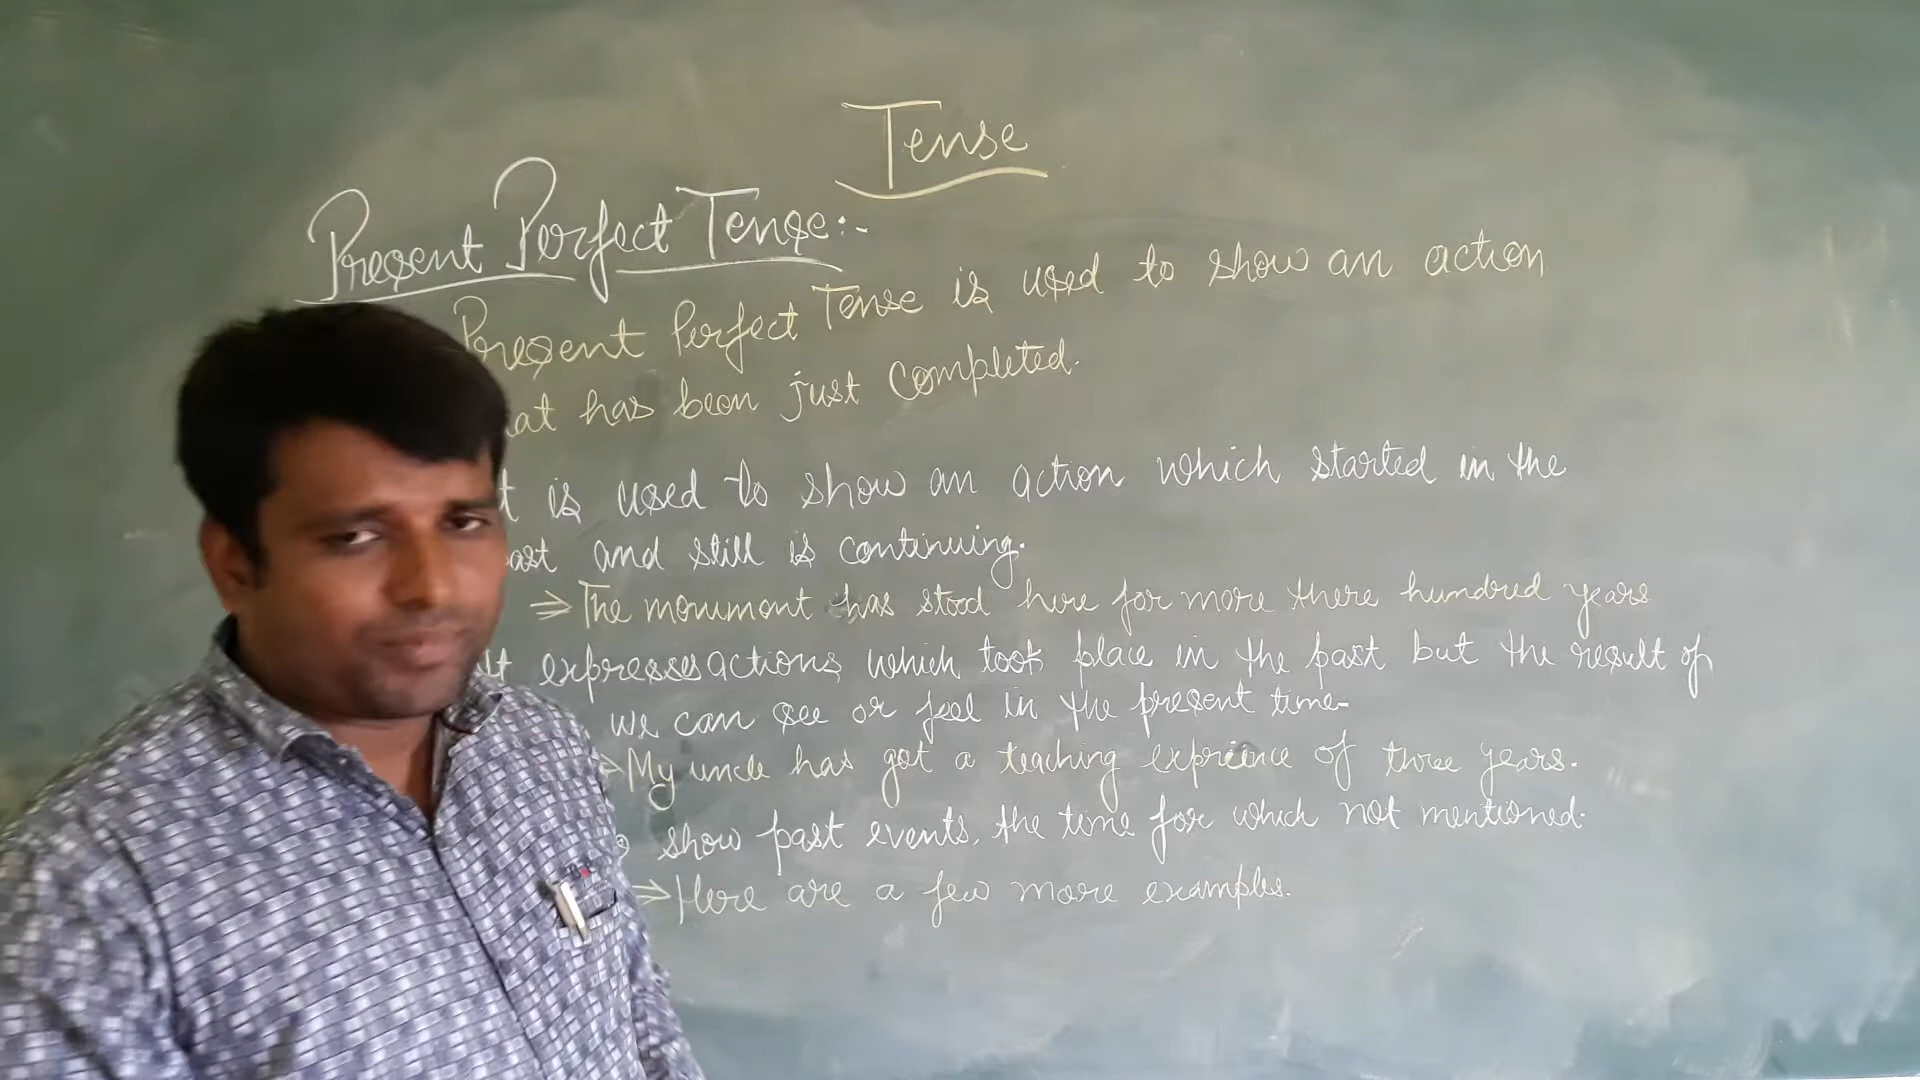 Tense
Present Perfect Tense:-
Present Perfect Tense is used to show an action
at has been just completed.
t is used to show an action which started in the
ast and still is continuing.
⇒ The monument has stood here for more there hundred years
It expresses actions which took place in the past but the result of
we can see or feel in the present time-
⇒ My uncle has got a teaching exprience of three years.
show past events, the time for which not mentioned.
⇒ Here are a few more examples.